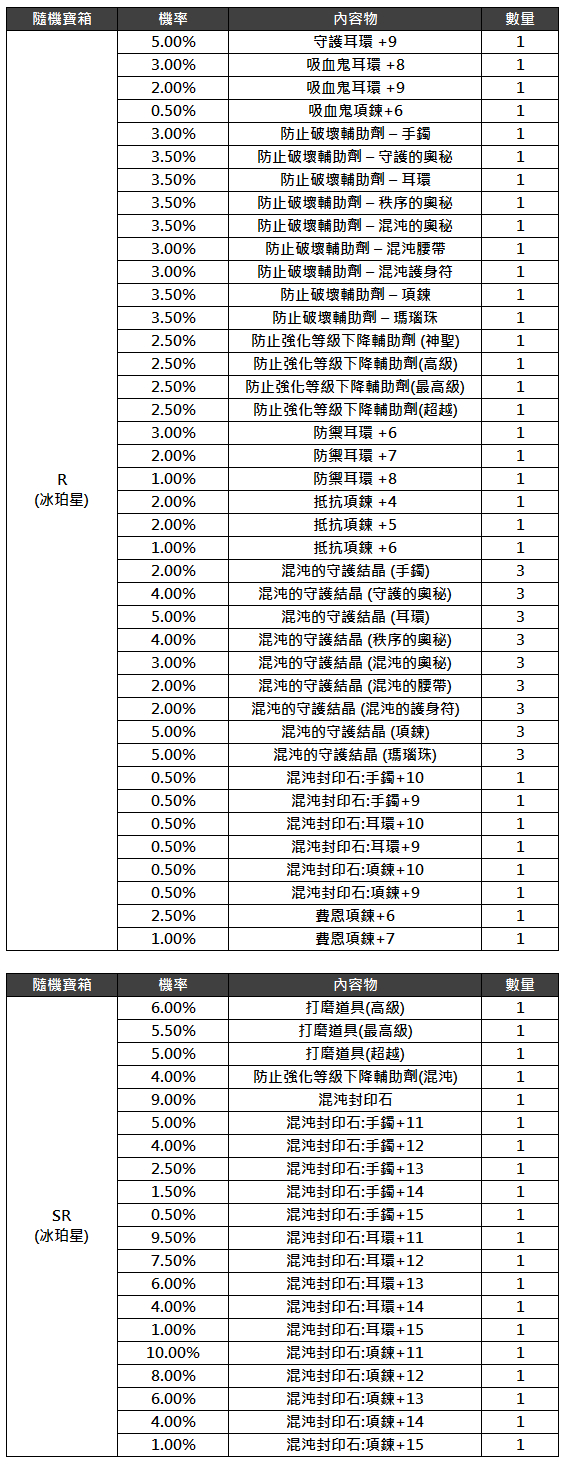 隨機寶箱 機率 內容物 數量
R
(冰珀星)
5.00% 守護耳環 +9 1
3.00% 吸血鬼耳環 +8 1
2.00% 吸血鬼耳環 +9 1
0.50% 吸血鬼項鍊+6 1
3.00% 防止破壞輔助劑 – 手鐲 1
3.50% 防止破壞輔助劑 – 守護的奧秘 1
3.50% 防止破壞輔助劑 – 耳環 1
3.50% 防止破壞輔助劑 – 秩序的奧秘 1
3.50% 防止破壞輔助劑 – 混沌的奧秘 1
3.00% 防止破壞輔助劑 – 混沌腰帶 1
3.00% 防止破壞輔助劑 – 混沌護身符 1
3.50% 防止破壞輔助劑 – 項鍊 1
3.50% 防止破壞輔助劑 – 瑪瑙珠 1
2.50% 防止強化等級下降輔助劑 (神聖) 1
2.50% 防止強化等級下降輔助劑(高級) 1
2.50% 防止強化等級下降輔助劑(最高級) 1
2.50% 防止強化等級下降輔助劑(超越) 1
3.00% 防禦耳環 +6 1
2.00% 防禦耳環 +7 1
1.00% 防禦耳環 +8 1
2.00% 抵抗項鍊 +4 1
2.00% 抵抗項鍊 +5 1
1.00% 抵抗項鍊 +6 1
2.00% 混沌的守護結晶 (手鐲) 3
4.00% 混沌的守護結晶 (守護的奧秘) 3
5.00% 混沌的守護結晶 (耳環) 3
4.00% 混沌的守護結晶 (秩序的奧秘) 3
3.00% 混沌的守護結晶 (混沌的奧秘) 3
2.00% 混沌的守護結晶 (混沌的腰帶) 3
2.00% 混沌的守護結晶 (混沌的護身符) 3
5.00% 混沌的守護結晶 (項鍊) 3
5.00% 混沌的守護結晶 (瑪瑙珠) 3
0.50% 混沌封印石:手鐲+10 1
0.50% 混沌封印石:手鐲+9 1
0.50% 混沌封印石:耳環+10 1
0.50% 混沌封印石:耳環+9 1
0.50% 混沌封印石:項鍊+10 1
0.50% 混沌封印石:項鍊+9 1
2.50% 費恩項鍊+6 1
1.00% 費恩項鍊+7 1
隨機寶箱 機率 內容物 數量
SR
(冰珀星)
6.00% 打磨道具(高級) 1
5.50% 打磨道具(最高級) 1
5.00% 打磨道具(超越) 1
4.00% 防止強化等級下降輔助劑(混沌) 1
9.00% 混沌封印石 1
5.00% 混沌封印石:手鐲+11 1
4.00% 混沌封印石:手鐲+12 1
2.50% 混沌封印石:手鐲+13 1
1.50% 混沌封印石:手鐲+14 1
0.50% 混沌封印石:手鐲+15 1
9.50% 混沌封印石:耳環+11 1
7.50% 混沌封印石:耳環+12 1
6.00% 混沌封印石:耳環+13 1
4.00% 混沌封印石:耳環+14 1
1.00% 混沌封印石:耳環+15 1
10.00% 混沌封印石:項鍊+11 1
8.00% 混沌封印石:項鍊+12 1
6.00% 混沌封印石:項鍊+13 1
4.00% 混沌封印石:項鍊+14 1
1.00% 混沌封印石:項鍊+15 1